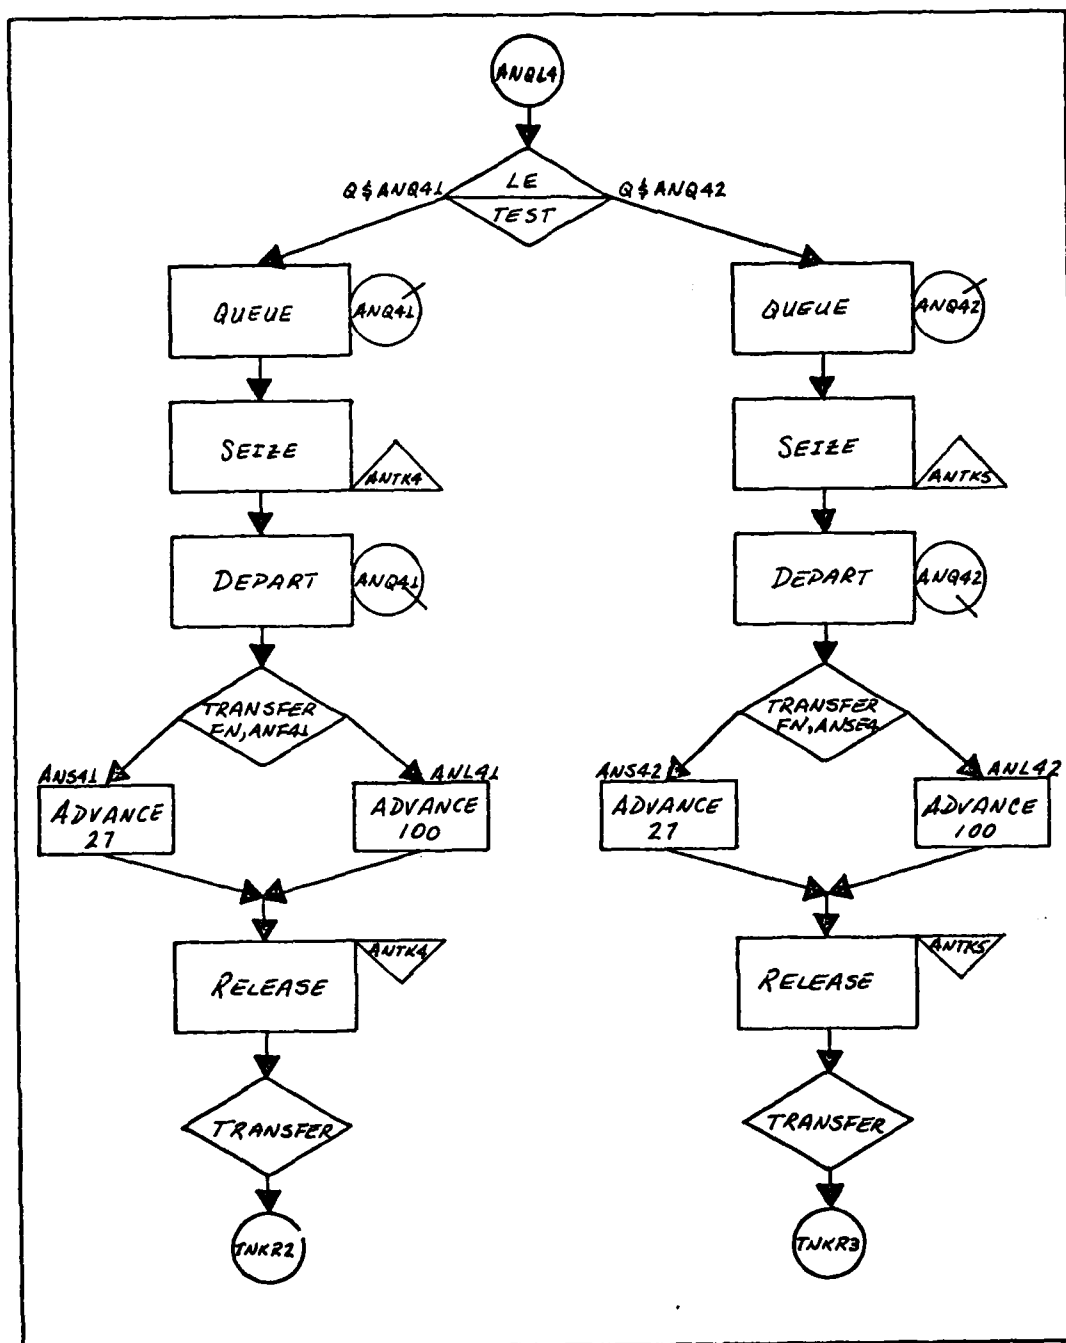 ANQL4
Q$ANQ41
LE
TEST
Q$ANQ42
QUEUE
ANQ41
QUEUE
ANQ42
SEIZE
ANTK4
SEIZE
ANTK5
DEPART
ANQ41
DEPART
ANQ42
TRANSFER
FN,ANF41
TRANSFER
FN,ANSE4
ANS41
ANL41
ANS42
ANL42
ADVANCE
27
ADVANCE
100
ADVANCE
27
ADVANCE
100
RELEASE
ANTK4
RELEASE
ANTK5
TRANSFER
TRANSFER
TNKR2
TNKR3